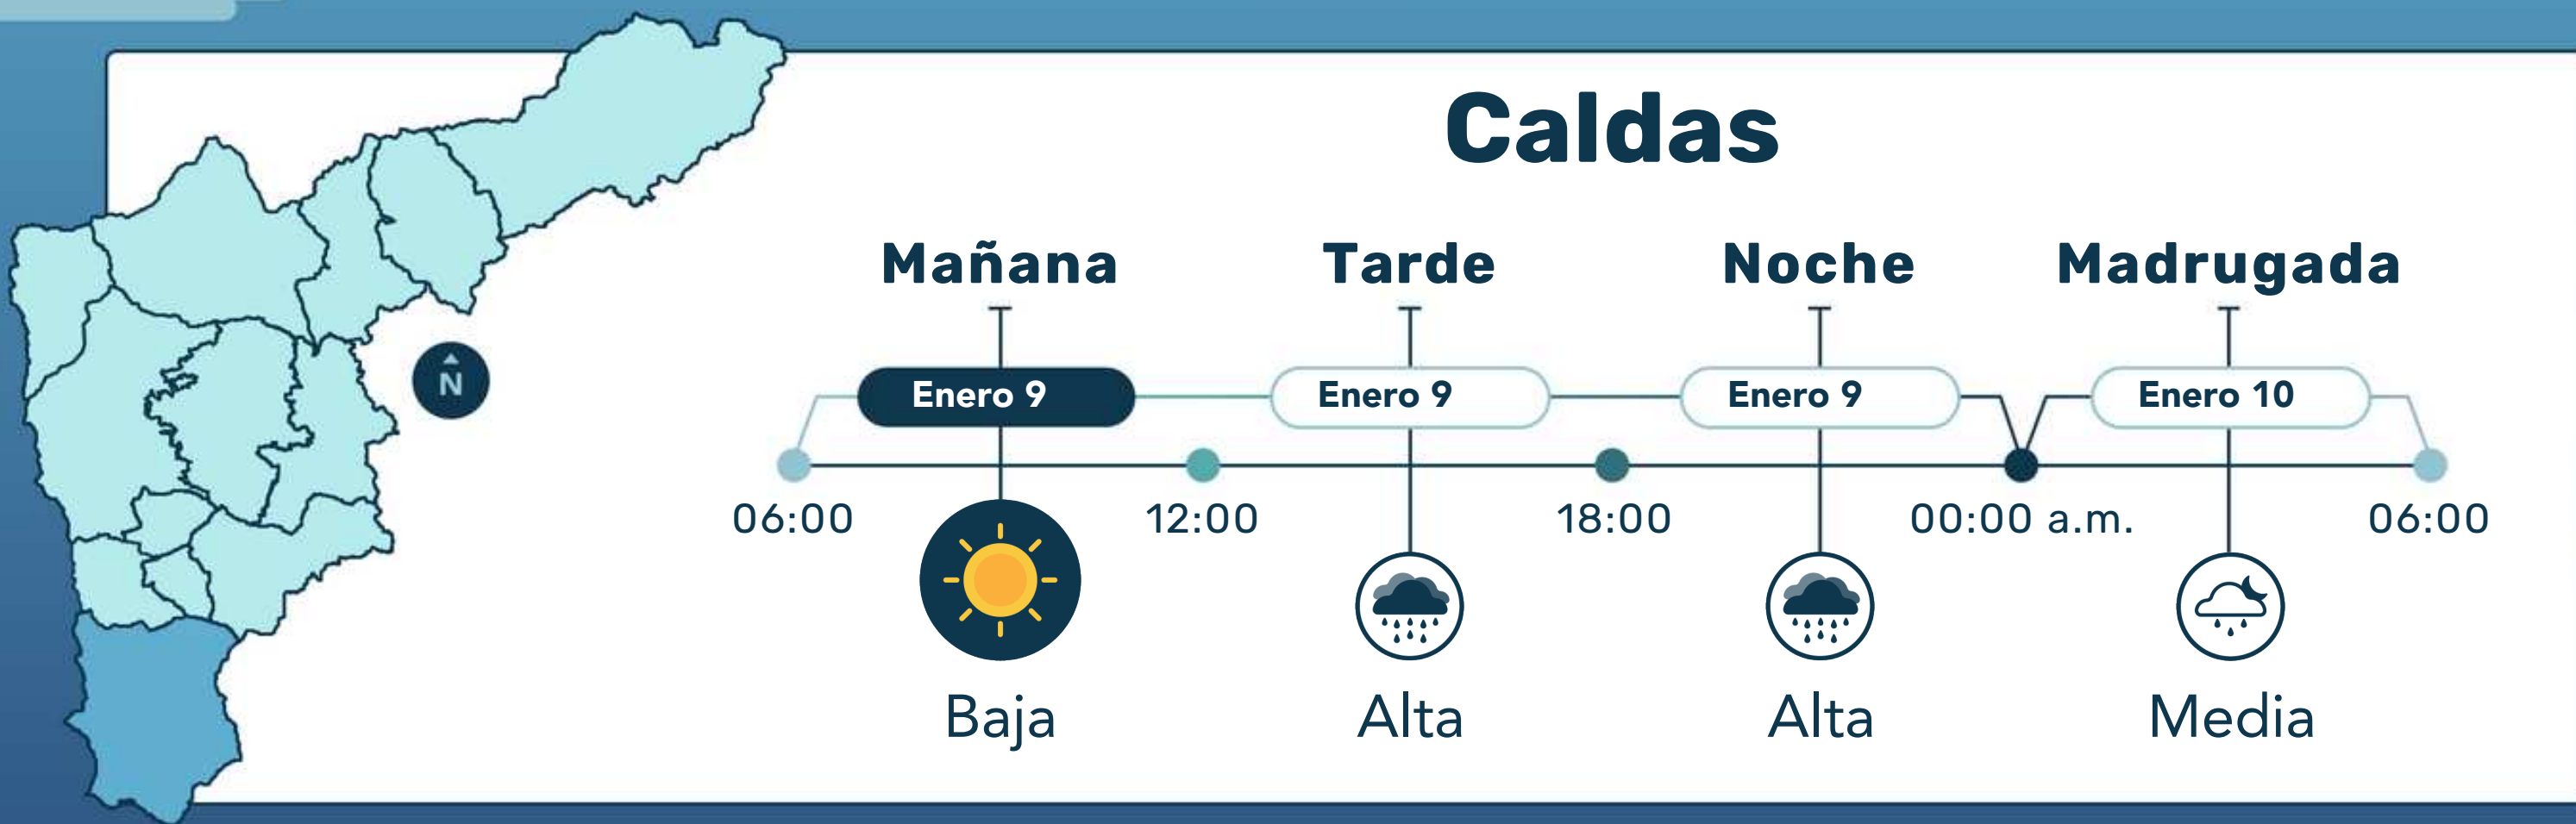 Caldas
Mañana Tarde Noche Madrugada
N
Enero 9 Enero 9 Enero 9 Enero 10
06:00 12:00 18:00 00:00 a.m. 06:00
Baja Alta Alta Media